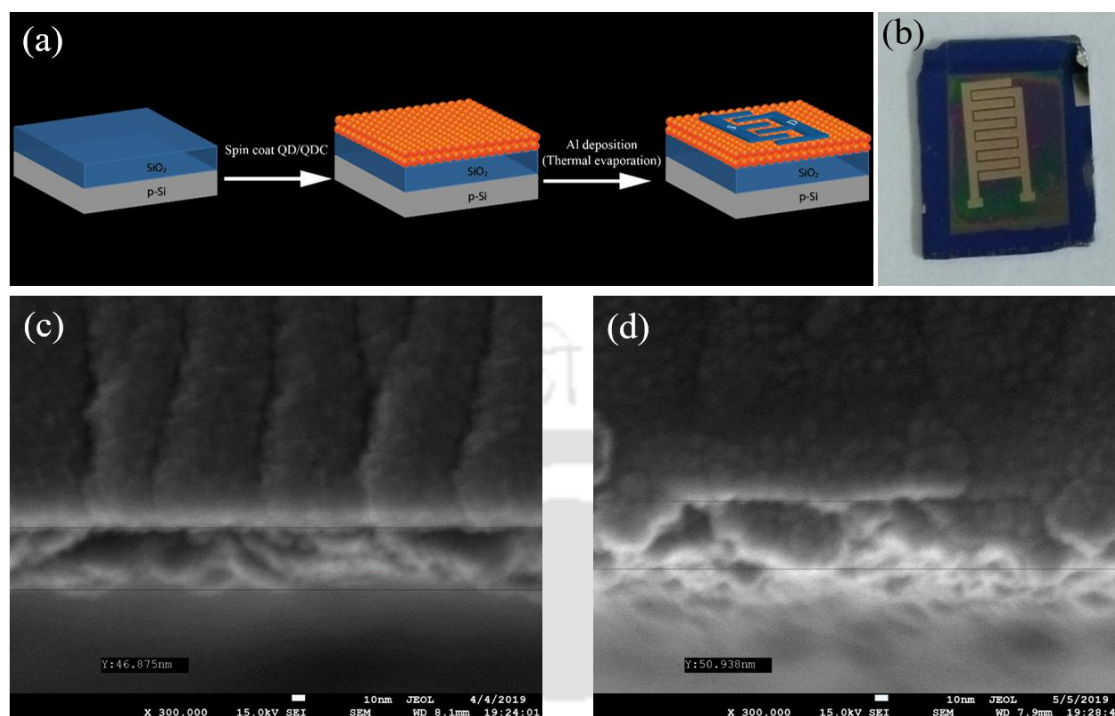 (a)
Spin coat QD/QDC
Al deposition
(Thermal evaporation)
SiO₂
p-Si
SiO₂
p-Si
S
D
SiO₂
p-Si
(b)
(c)
Y:46.875nm
10nm JEOL 4/4/2019
X 300,000 15.0kV SEI SEM WD 8.1mm 19:24:01
(d)
Y:50.938nm
10nm JEOL 5/5/2019
X 300,000 15.0kV SEI SEM WD 7.9mm